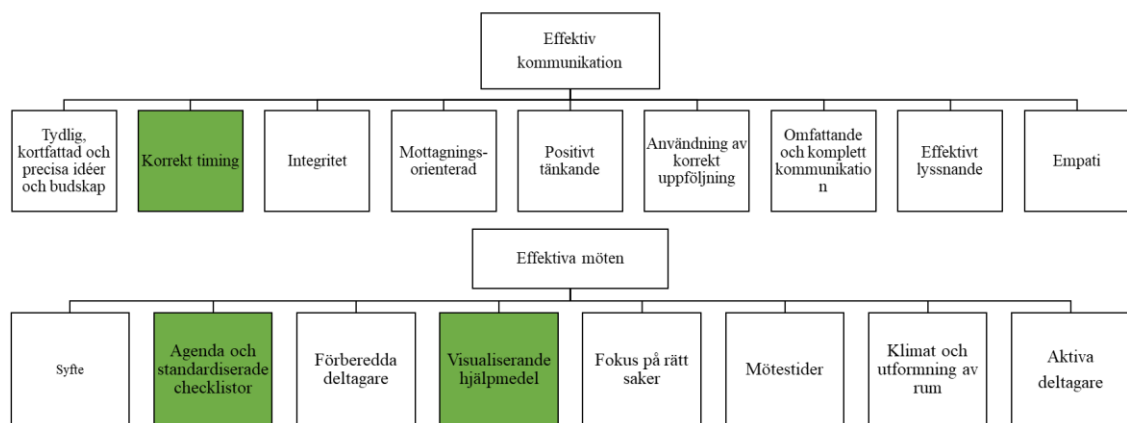 Effektiv
kommunikation
Tydlig,
kortfattad och
precisa idéer
och budskap
Korrekt timing
Integritet
Mottagnings-
orienterad
Positivt
tänkande
Användning av
korrekt
uppföljning
Omfattande
och komplett
kommunikatio
n
Effektivt
lyssnande
Empati
Effektiva möten
Syfte
Agenda och
standardiserade
checklistor
Förberedda
deltagare
Visualiserande
hjälpmedel
Fokus på rätt
saker
Mötestider
Klimat och
utformning av
rum
Aktiva
deltagare